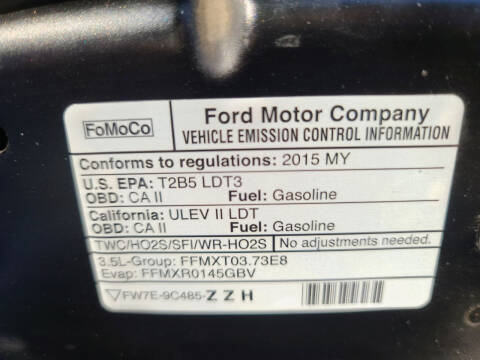 FoMoCo
Ford Motor Company
VEHICLE EMISSION CONTROL INFORMATION
Conforms to regulations: 2015 MY
U.S. EPA: T2B5 LDT3
OBD: CA II Fuel: Gasoline
California: ULEV II LDT
OBD: CA II Fuel: Gasoline
TWC/HO2S/SFI/WR-HO2S No adjustments needed.
3.5L-Group: FFMXT03.73E8
Evap: FFMXR0145GBV
FW7E-9C485-ZZH